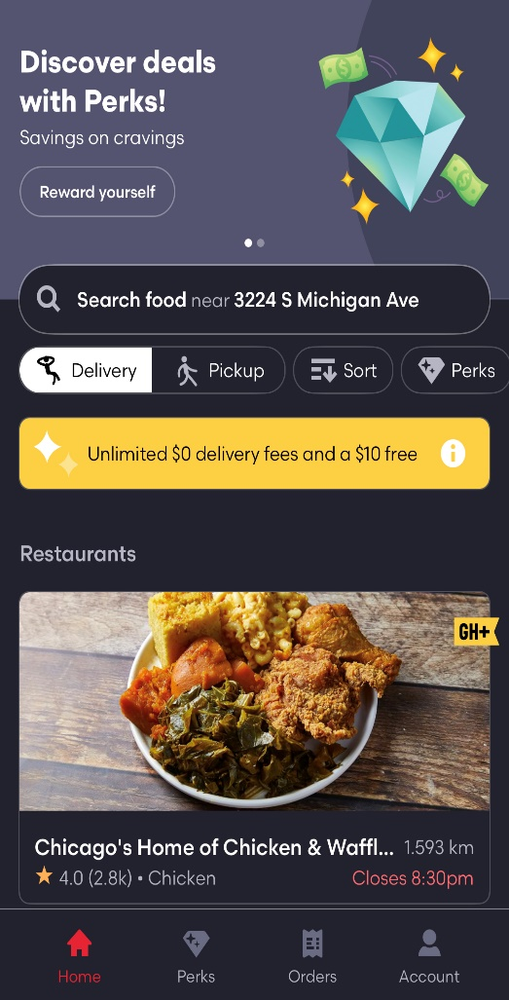 Discover deals
with Perks!
Savings on cravings
Reward yourself
Search food near 3224 S Michigan Ave
Delivery
Pickup
Sort
Perks
Unlimited $0 delivery fees and a $10 free
Restaurants
GH+
Chicago's Home of Chicken & Waffl...
1.593 km
4.0 (2.8k) • Chicken
Closes 8:30pm
Home
Perks
Orders
Account